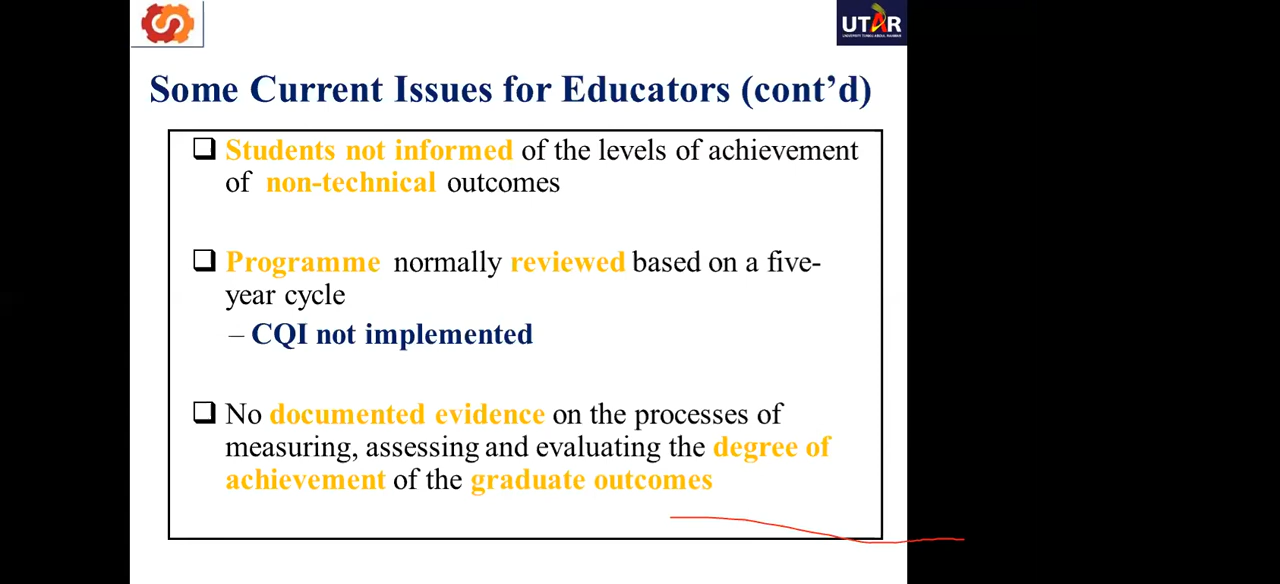 UTAR
Some Current Issues for Educators (cont’d)
Students not informed of the levels of achievement
of non-technical outcomes
Programme normally reviewed based on a five-
year cycle
– CQI not implemented
No documented evidence on the processes of
measuring, assessing and evaluating the degree of
achievement of the graduate outcomes